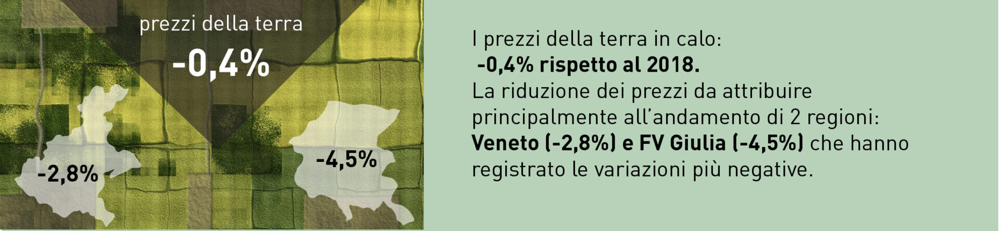 prezzi della terra
-0,4%
-2,8%
-4,5%
I prezzi della terra in calo:
-0,4% rispetto al 2018.
La riduzione dei prezzi da attribuire
principalmente all’andamento di 2 regioni:
Veneto (-2,8%) e FV Giulia (-4,5%) che hanno
registrato le variazioni più negative.